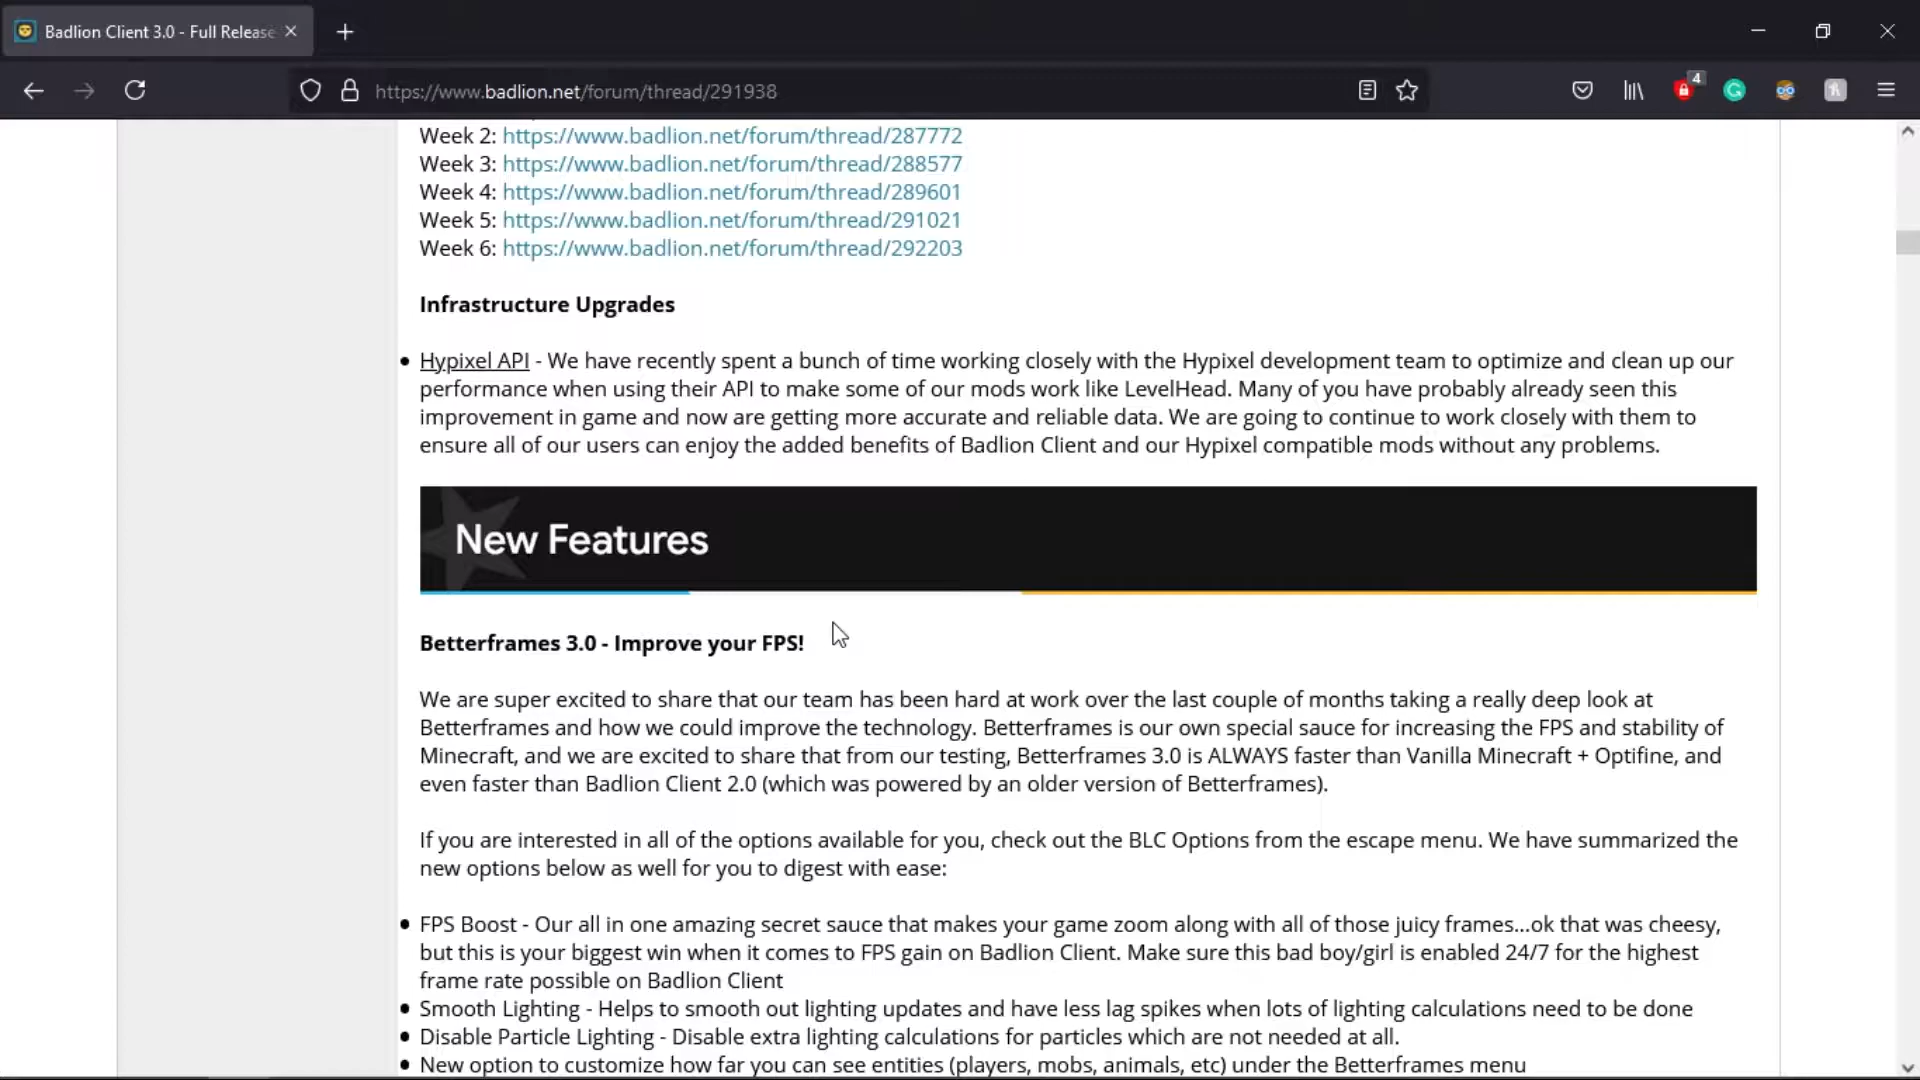 Badlion Client 3.0 - Full Release
https://www.badlion.net/forum/thread/291938
4
Week 2: https://www.badlion.net/forum/thread/287772
Week 3: https://www.badlion.net/forum/thread/288577
Week 4: https://www.badlion.net/forum/thread/289601
Week 5: https://www.badlion.net/forum/thread/291021
Week 6: https://www.badlion.net/forum/thread/292203
Infrastructure Upgrades
Hypixel API - We have recently spent a bunch of time working closely with the Hypixel development team to optimize and clean up our
performance when using their API to make some of our mods work like LevelHead. Many of you have probably already seen this
improvement in game and now are getting more accurate and reliable data. We are going to continue to work closely with them to
ensure all of our users can enjoy the added benefits of Badlion Client and our Hypixel compatible mods without any problems.
New Features
Betterframes 3.0 - Improve your FPS!
We are super excited to share that our team has been hard at work over the last couple of months taking a really deep look at
Betterframes and how we could improve the technology. Betterframes is our own special sauce for increasing the FPS and stability of
Minecraft, and we are excited to share that from our testing, Betterframes 3.0 is ALWAYS faster than Vanilla Minecraft + Optifine, and
even faster than Badlion Client 2.0 (which was powered by an older version of Betterframes).
If you are interested in all of the options available for you, check out the BLC Options from the escape menu. We have summarized the
new options below as well for you to digest with ease:
FPS Boost - Our all in one amazing secret sauce that makes your game zoom along with all of those juicy frames...ok that was cheesy,
but this is your biggest win when it comes to FPS gain on Badlion Client. Make sure this bad boy/girl is enabled 24/7 for the highest
frame rate possible on Badlion Client
Smooth Lighting - Helps to smooth out lighting updates and have less lag spikes when lots of lighting calculations need to be done
Disable Particle Lighting - Disable extra lighting calculations for particles which are not needed at all.
New option to customize how far you can see entities (players, mobs, animals, etc) under the Betterframes menu